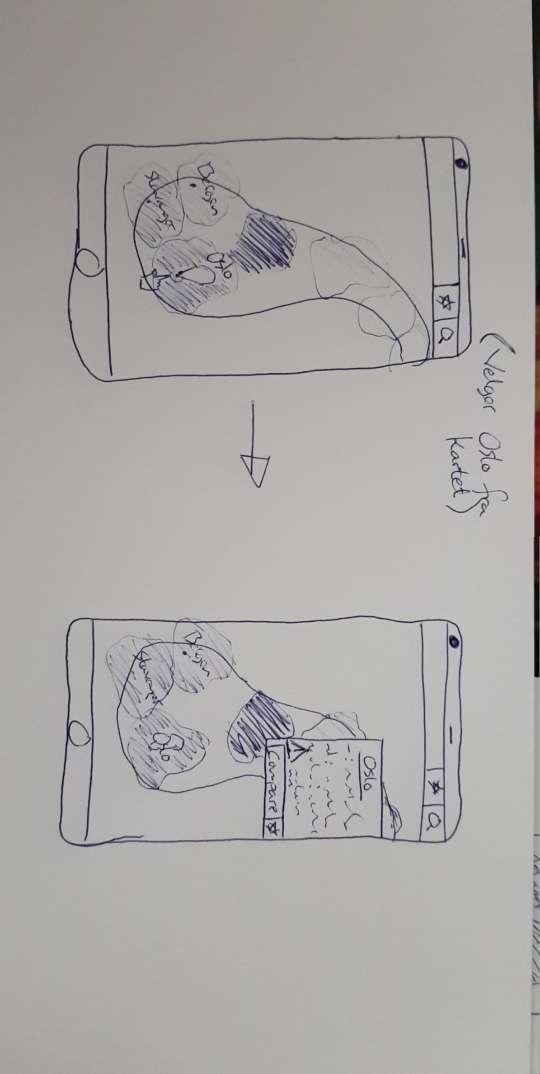 (Velger Oslo fra
kartet)
Bergen
Oslo
Stavanger
Oslo
Compare
Bergen
Stavanger
Oslo